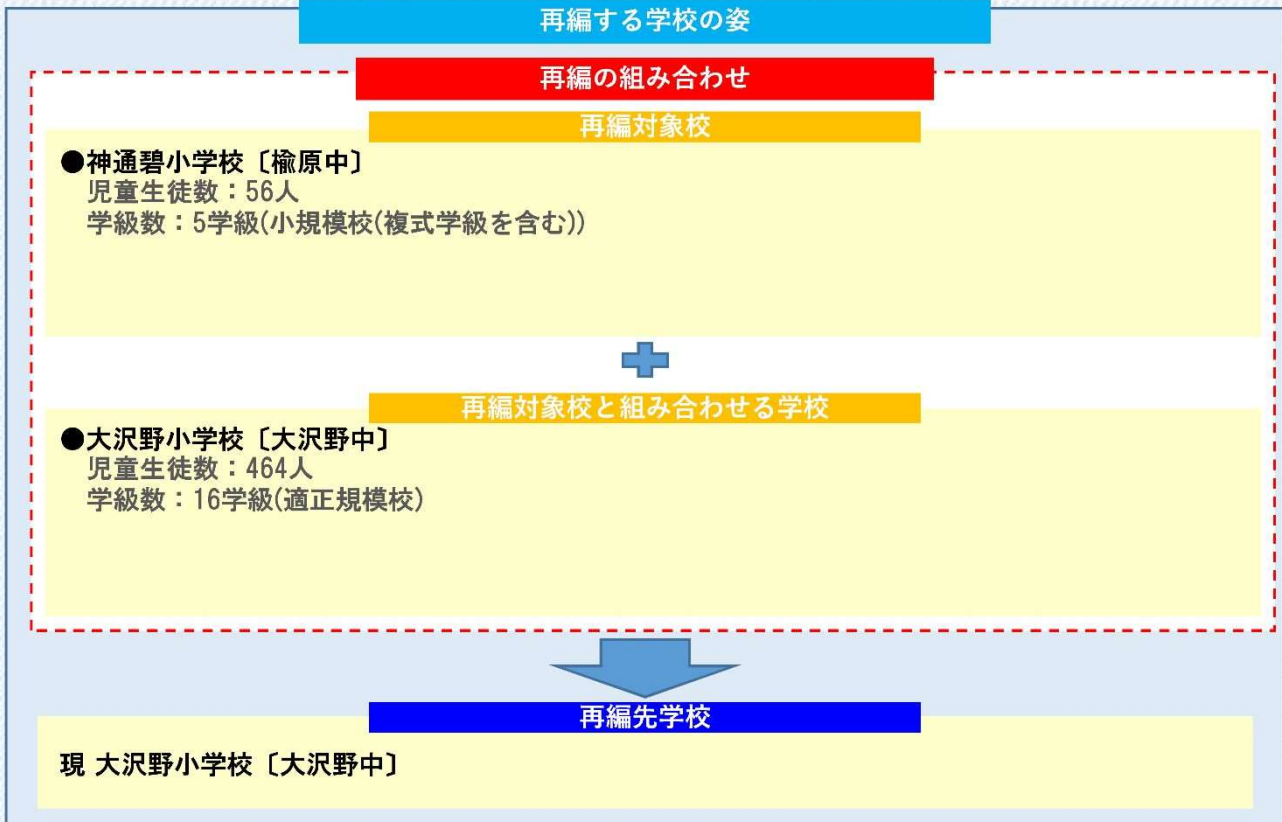 再編する学校の姿
再編の組み合わせ
再編対象校
●神通碧小学校〔楡原中〕
児童生徒数：56人
学級数：5学級(小規模校(複式学級を含む))
再編対象校と組み合わせる学校
●大沢野小学校〔大沢野中〕
児童生徒数：464人
学級数：16学級(適正規模校)
再編先学校
現 大沢野小学校〔大沢野中〕